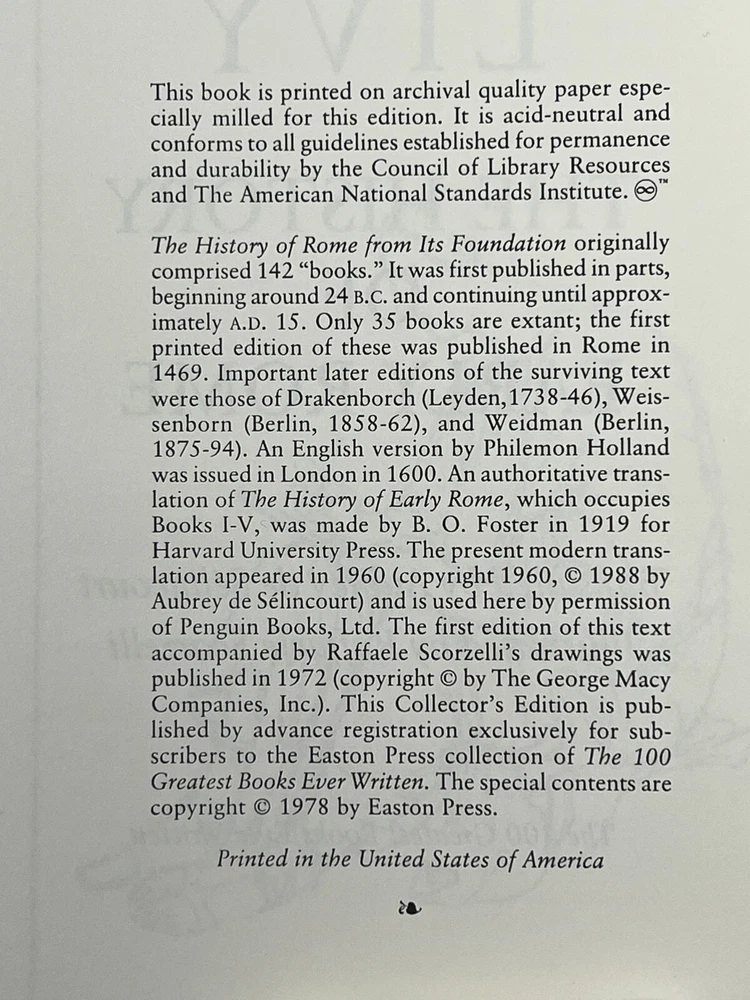 This book is printed on archival quality paper espe-
cially milled for this edition. It is acid-neutral and
conforms to all guidelines established for permanence
and durability by the Council of Library Resources
and The American National Standards Institute. ♾™
The History of Rome from Its Foundation originally
comprised 142 “books.” It was first published in parts,
beginning around 24 B.C. and continuing until approx-
imately A.D. 15. Only 35 books are extant; the first
printed edition of these was published in Rome in
1469. Important later editions of the surviving text
were those of Drakenborch (Leyden, 1738-46), Weis-
senborn (Berlin, 1858-62), and Weidman (Berlin,
1875-94). An English version by Philemon Holland
was issued in London in 1600. An authoritative trans-
lation of The History of Early Rome, which occupies
Books I-V, was made by B. O. Foster in 1919 for
Harvard University Press. The present modern trans-
lation appeared in 1960 (copyright 1960, © 1988 by
Aubrey de Sélincourt) and is used here by permission
of Penguin Books, Ltd. The first edition of this text
accompanied by Raffaele Scorzelli’s drawings was
published in 1972 (copyright © by The George Macy
Companies, Inc.). This Collector’s Edition is pub-
lished by advance registration exclusively for sub-
scribers to the Easton Press collection of The 100
Greatest Books Ever Written. The special contents are
copyright © 1978 by Easton Press.
Printed in the United States of America